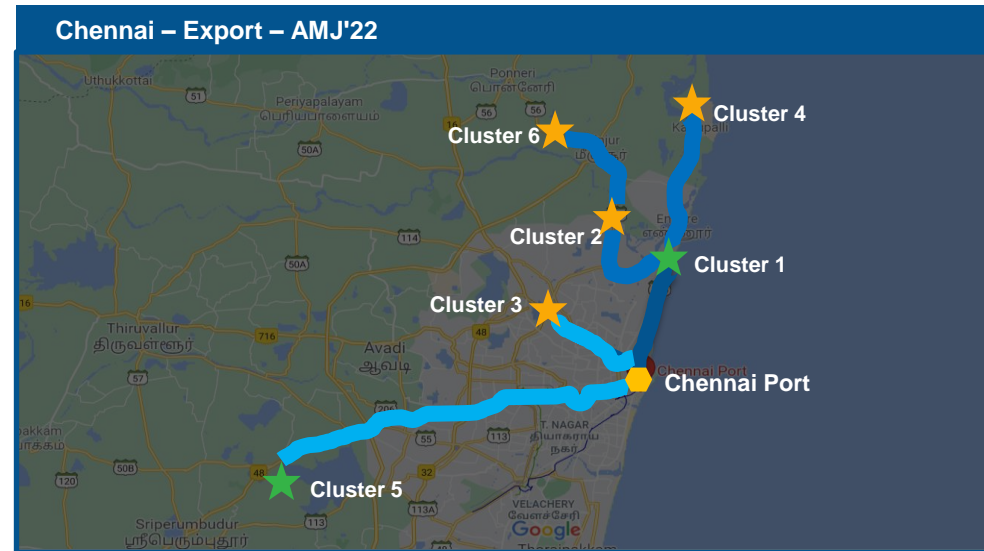 Chennai – Export – AMJ'22
Uthukkottai
51
Periyapalayam
பெரியபாளையம்
Ponneri
பொன்னேரி
56
56
16
Cluster 6
Cluster 4
50A
Cluster 2
114
50A
Cluster 1
16
Cluster 3
Thiruvallur
திருவள்ளூர்
716
48
Avadi
ஆவடி
Chennai Port
Chennai Port
57
206
T. NAGAR
தியாகராய
நகர்
55
113
50B
48
32
120
Cluster 5
113A
VELACHERY
வேளச்சேரி
Sriperumbudur
ஸ்ரீபெரும்புதூர்
113
Google